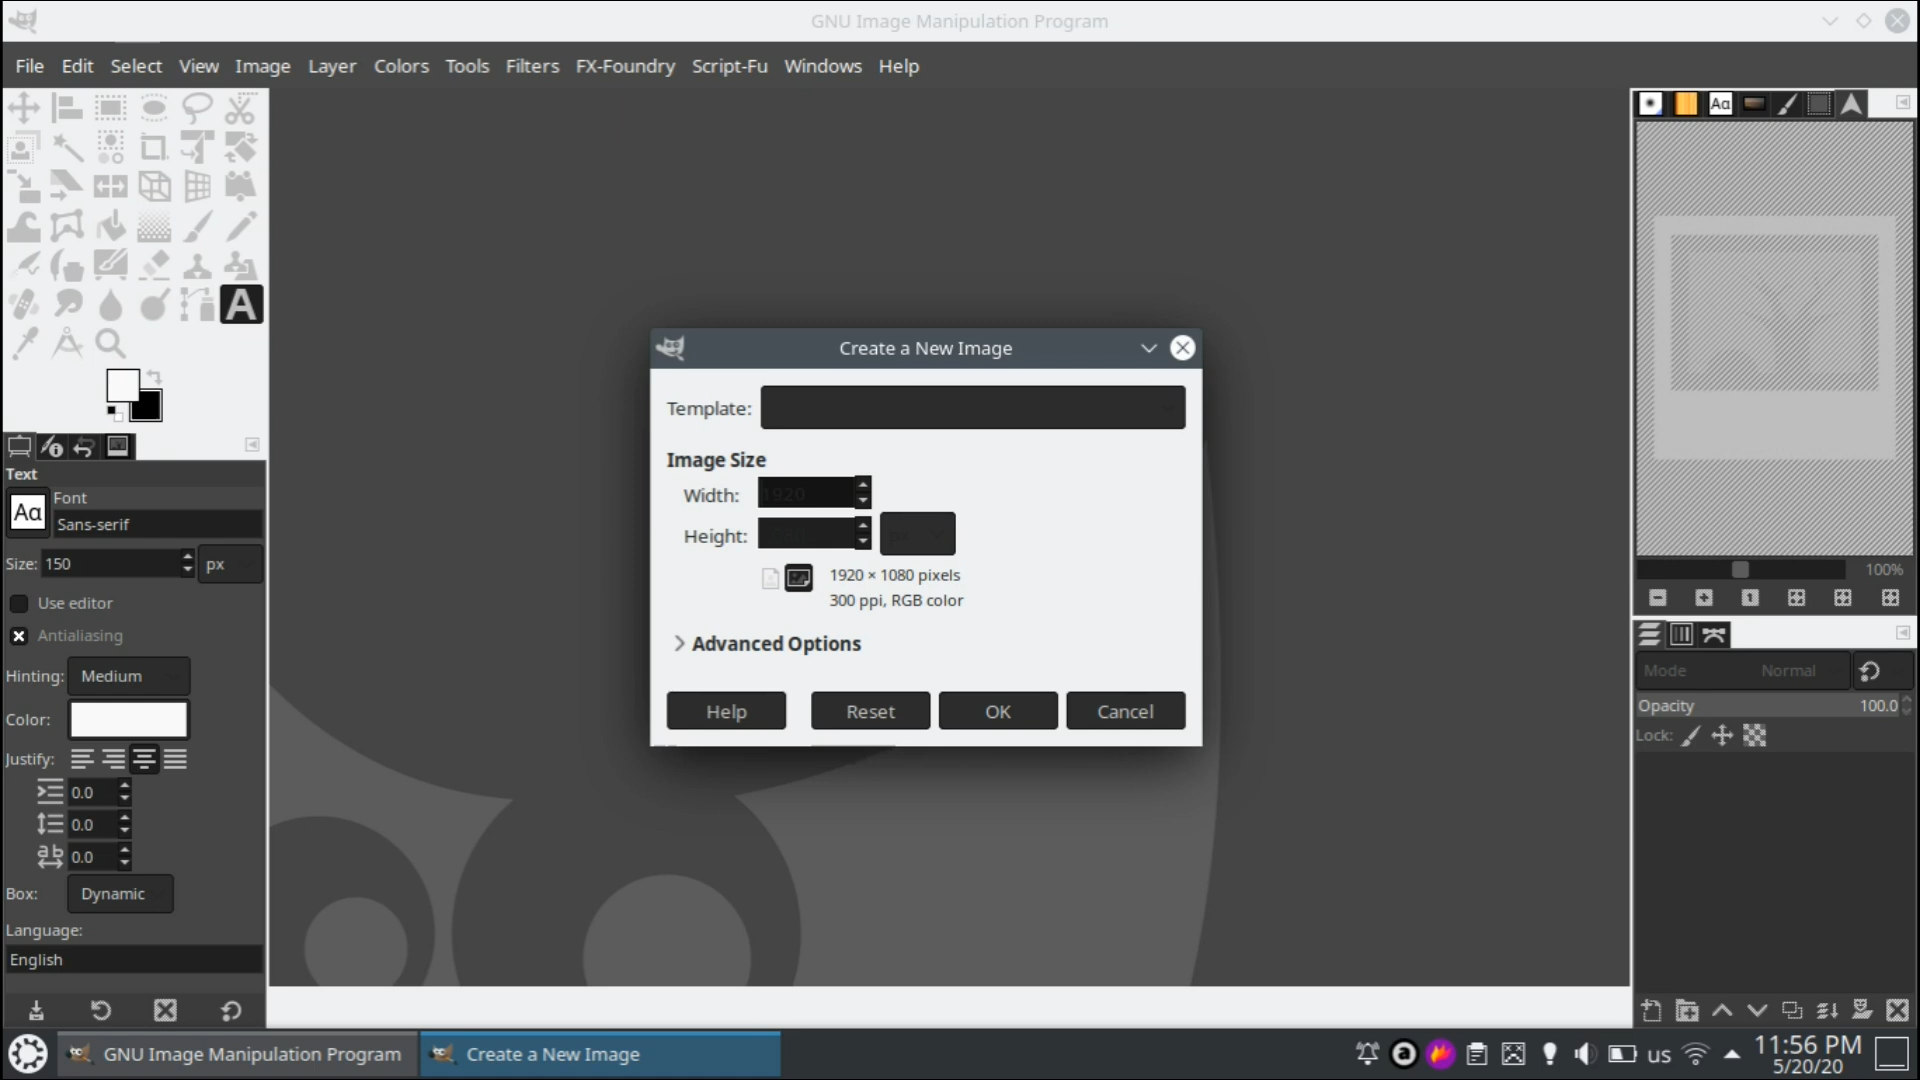 GNU Image Manipulation Program
File Edit Select View Image Layer Colors Tools Filters FX-Foundry Script-Fu Windows Help
Aα
Text
Aα
Font
Sans-serif
Size: 150 px
Use editor
Antialiasing
Hinting: Medium
Color:
Justify:
0.0
0.0
ab 0.0
Box: Dynamic
Language:
English
Create a New Image
Template:
Image Size
Width: 1920
Height:
1920 × 1080 pixels
300 ppi, RGB color
Advanced Options
Help Reset OK Cancel
100%
Mode Normal
Opacity 100.0
Lock:
GNU Image Manipulation Program
Create a New Image
us
11:56 PM
5/20/20